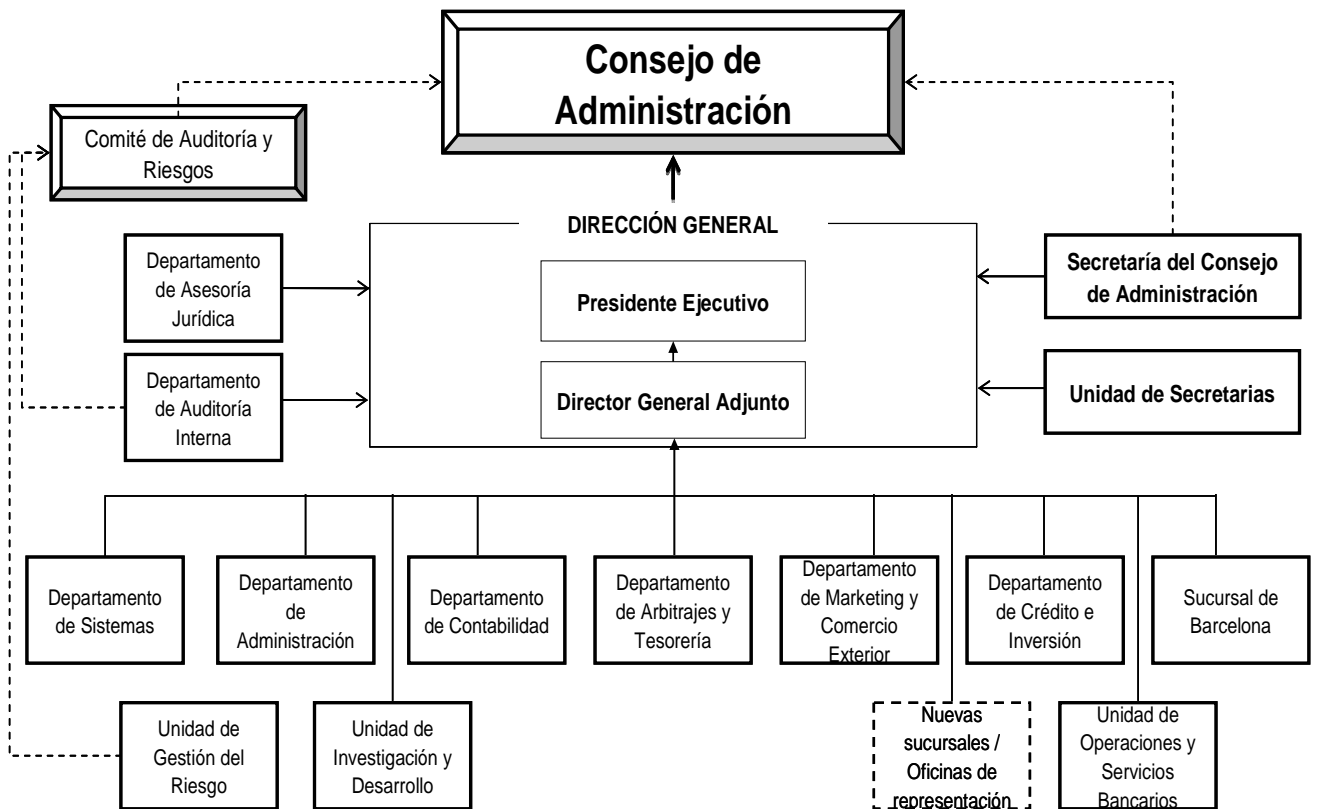 Consejo de
Administración
Comité de Auditoría y
Riesgos
DIRECCIÓN GENERAL
Departamento
de Asesoría
Jurídica
Presidente Ejecutivo
Secretaría del Consejo
de Administración
Departamento
de Auditoría
Interna
Director General Adjunto
Unidad de Secretarias
Departamento
de Sistemas
Departamento
de
Administración
Departamento
de Contabilidad
Departamento
de Arbitrajes y
Tesorería
Departamento
de Marketing y
Comercio
Exterior
Departamento
de Crédito e
Inversión
Sucursal de
Barcelona
Unidad de
Gestión del
Riesgo
Unidad de
Investigación y
Desarrollo
Nuevas
sucursales /
Oficinas de
representación
Unidad de
Operaciones y
Servicios
Bancarios